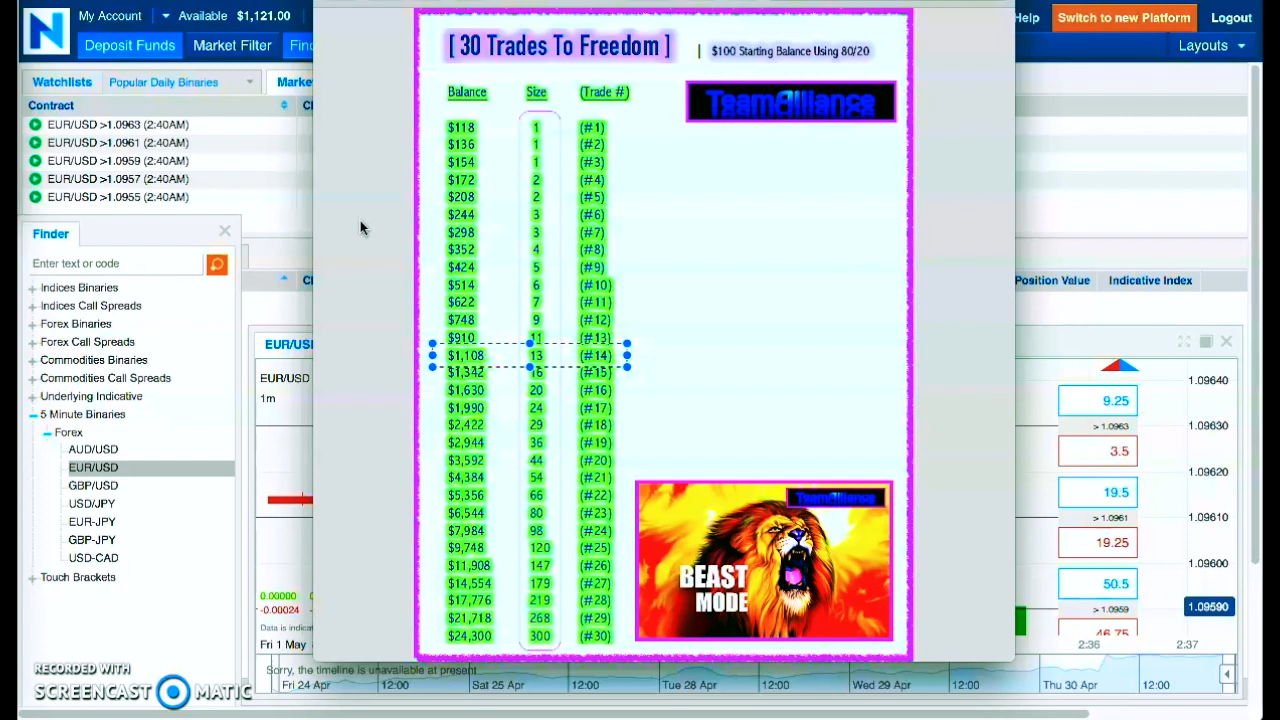 My Account
Available $1,121.00
Help
Switch to new Platform
Logout
Deposit Funds
Market Filter
Layouts
Watchlists
Popular Daily Binaries
Contract
EUR/USD >1.0963 (2:40AM)
EUR/USD >1.0961 (2:40AM)
EUR/USD >1.0959 (2:40AM)
EUR/USD >1.0957 (2:40AM)
EUR/USD >1.0955 (2:40AM)
Finder
Enter text or code
Indices Binaries
Indices Call Spreads
Forex Binaries
Forex Call Spreads
Commodities Binaries
Commodities Call Spreads
Underlying Indicative
5 Minute Binaries
Forex
AUD/USD
EUR/USD
GBP/USD
USD/JPY
EUR-JPY
GBP-JPY
USD-CAD
Touch Brackets
[ 30 Trades To Freedom ] | $100 Starting Balance Using 80/20
TeamAlliance
Balance Size (Trade #)
$118 1 (#1)
$136 1 (#2)
$154 1 (#3)
$172 2 (#4)
$208 2 (#5)
$244 3 (#6)
$298 3 (#7)
$352 4 (#8)
$424 5 (#9)
$514 6 (#10)
$622 7 (#11)
$748 9 (#12)
$910 11 (#13)
$1,108 13 (#14)
$1,342 16 (#15)
$1,630 20 (#16)
$1,990 24 (#17)
$2,422 29 (#18)
$2,944 36 (#19)
$3,592 44 (#20)
$4,384 54 (#21)
$5,356 66 (#22)
$6,544 80 (#23)
$7,984 98 (#24)
$9,748 120 (#25)
$11,908 147 (#26)
$14,554 179 (#27)
$17,776 219 (#28)
$21,718 268 (#29)
$24,300 300 (#30)
TeamAlliance
BEAST
MODE
Position Value
Indicative Index
EUR/USD
1m
9.25
>1.0963
3.5
19.5
>1.0961
19.25
50.5
>1.0959
46.75
1.09640
1.09630
1.09620
1.09610
1.09600
1.09590
2:36
2:37
0.00000
-0.00024
Fri 1 May
Sorry, the timeline is unavailable at present
Fri 24 Apr 12:00 Sat 25 Apr 12:00 Tue 28 Apr 12:00 Wed 29 Apr 12:00 Thu 30 Apr 12:00
RECORDED WITH
SCREENCAST MATIC